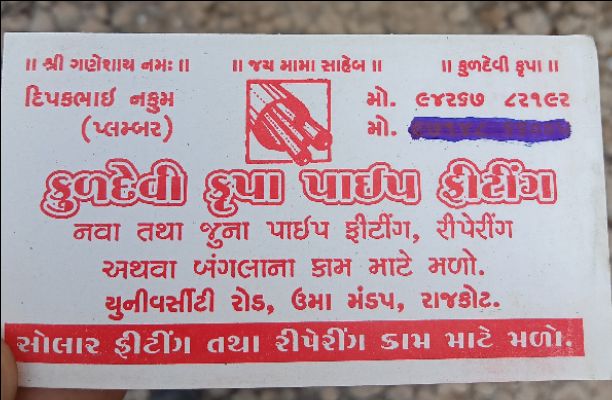 ॥ શ્રી ગણેશાય નમઃ ॥ ॥ જય મામા સાહેબ ॥ ॥ કુળદેવી કૃપા ॥
દિપકભાઇ નકુમ મો. ૯૪૨૬૭ ૮૨૧૯૨
(પ્લમ્બર) મો.
કુળદેવી કૃપા પાઈપ ફીટીંગ
નવા તથા જુના પાઈપ ફીટીંગ, રીપેરીંગ
અથવા બંગલાના કામ માટે મળો.
યુનીવર્સીટી રોડ, ઉમા મંડપ, રાજકોટ.
સોલાર ફીટીંગ તથા રીપેરીંગ કામ માટે મળો.